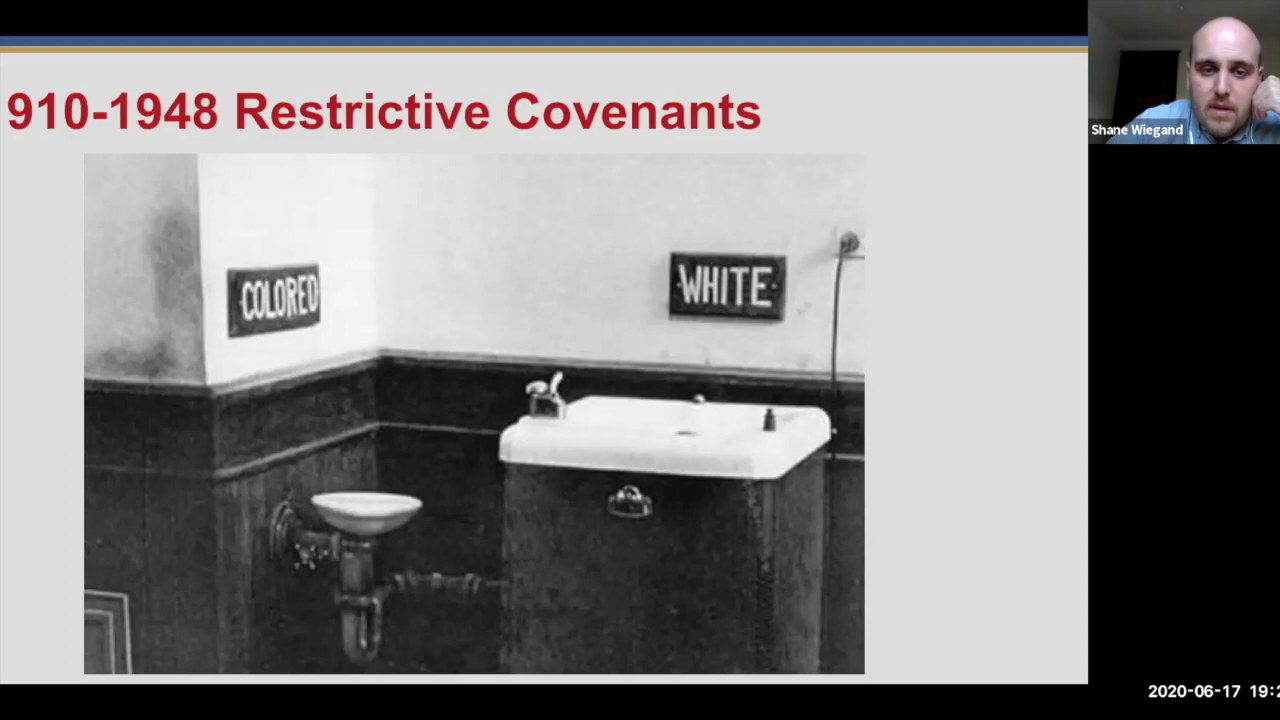 910-1948 Restrictive Covenants
Shane Wiegand
COLORED
WHITE
2020-06-17 19:2